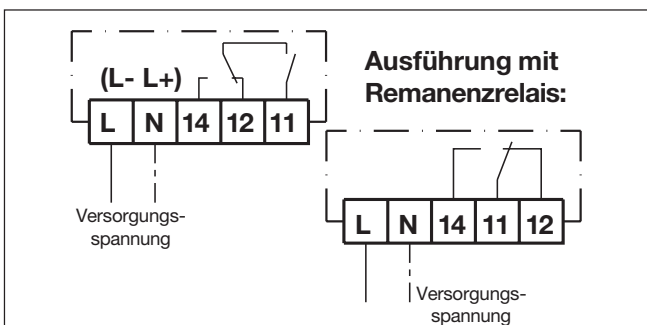 (L- L+)
L N 14 12 11
Versorgungs-
spannung
Ausführung mit
Remanenzrelais:
L N 14 11 12
Versorgungs-
spannung